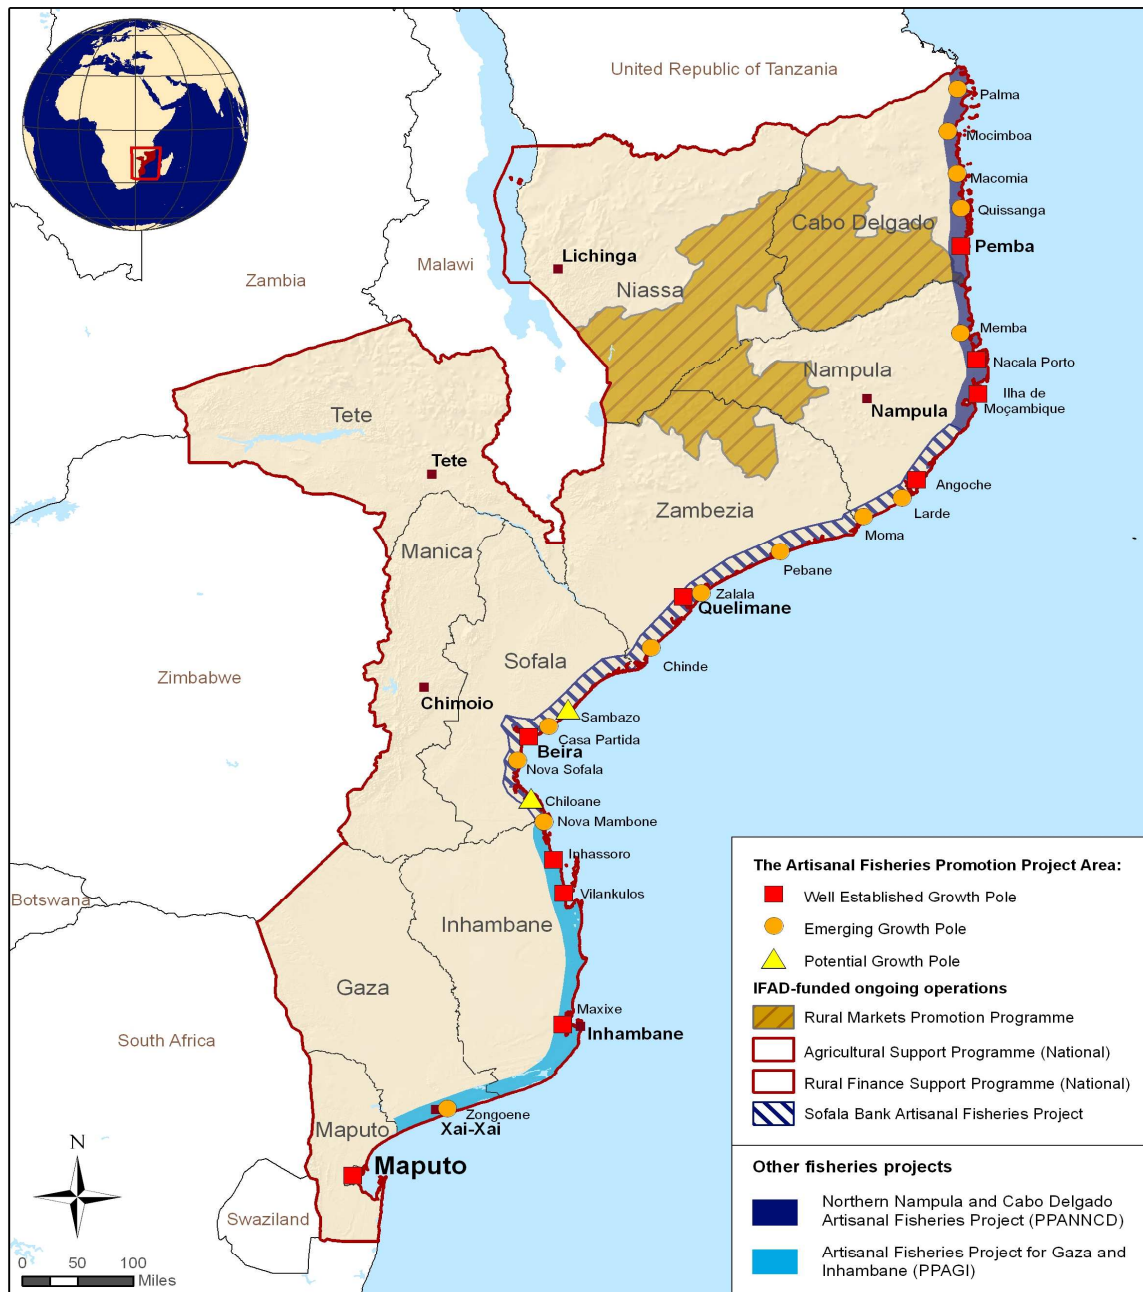 United Republic of Tanzania
Palma
Mocimboa
Macomia
Quissanga
Cabo Delgado
Pemba
Lichinga
Malawi
Zambia
Niassa
Memba
Nacala Porto
Nampula
Ilha de
Moçambique
Nampula
Tete
Tete
Angoche
Larde
Zambezia
Moma
Manica
Pebane
Zalala
Quelimane
Sofala
Chinde
Zimbabwe
Chimoio
Sambazo
Casa Partida
Beira
Nova Sofala
Chiloane
Nova Mambone
Inhassoro
Botswana
Vilankulos
Inhambane
Gaza
Maxixe
Inhambane
South Africa
Zongoene
Xai-Xai
Maputo
Maputo
N
Swaziland
0 50 100
Miles
The Artisanal Fisheries Promotion Project Area:
Well Established Growth Pole
Emerging Growth Pole
Potential Growth Pole
IFAD-funded ongoing operations
Rural Markets Promotion Programme
Agricultural Support Programme (National)
Rural Finance Support Programme (National)
Sofala Bank Artisanal Fisheries Project
Other fisheries projects
Northern Nampula and Cabo Delgado
Artisanal Fisheries Project (PPANNCD)
Artisanal Fisheries Project for Gaza and
Inhambane (PPAGI)